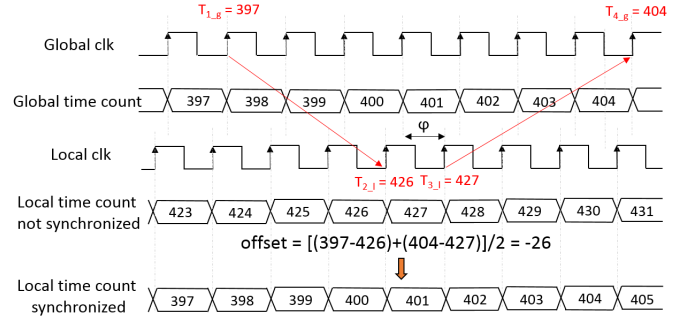 T1_g = 397
T4_g = 404
Global clk
Global time count
397 398 399 400 401 402 403 404
φ
Local clk
T2_l = 426 T3_l = 427
Local time count
not synchronized
423 424 425 426 427 428 429 430 431
offset = [(397-426)+(404-427)]/2 = -26
Local time count
synchronized
397 398 399 400 401 402 403 404 405